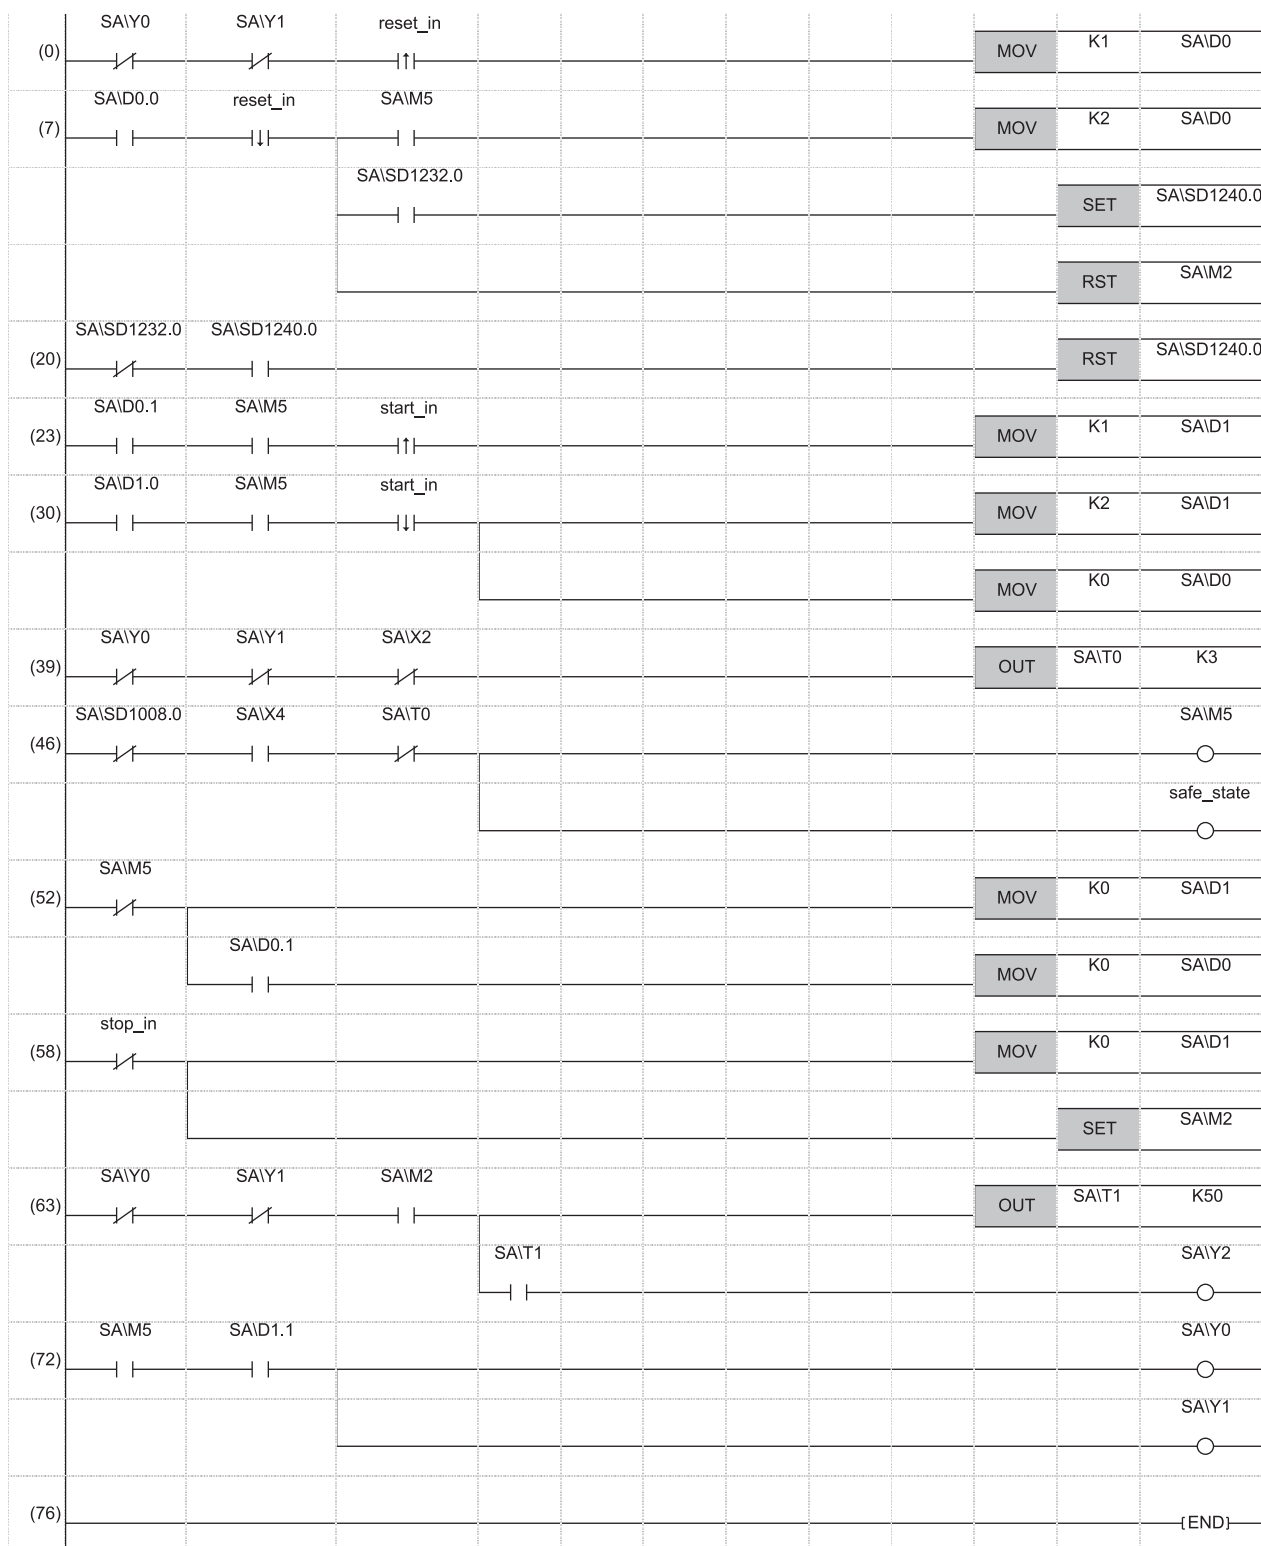 SA\Y0 SA\Y1 reset_in
(0) MOV K1 SA\D0
SA\D0.0 reset_in SA\M5
(7) MOV K2 SA\D0
SA\SD1232.0
SET SA\SD1240.0
RST SA\M2
SA\SD1232.0 SA\SD1240.0
(20) RST SA\SD1240.0
SA\D0.1 SA\M5 start_in
(23) MOV K1 SA\D1
SA\D1.0 SA\M5 start_in
(30) MOV K2 SA\D1
MOV K0 SA\D0
SA\Y0 SA\Y1 SA\X2
(39) OUT SA\T0 K3
SA\SD1008.0 SA\X4 SA\T0 SA\M5
(46)
safe_state
SA\M5
(52) MOV K0 SA\D1
SA\D0.1
MOV K0 SA\D0
stop_in
(58) MOV K0 SA\D1
SET SA\M2
SA\Y0 SA\Y1 SA\M2
(63) OUT SA\T1 K50
SA\T1 SA\Y2
SA\M5 SA\D1.1 SA\Y0
(72)
SA\Y1
(76) [END]